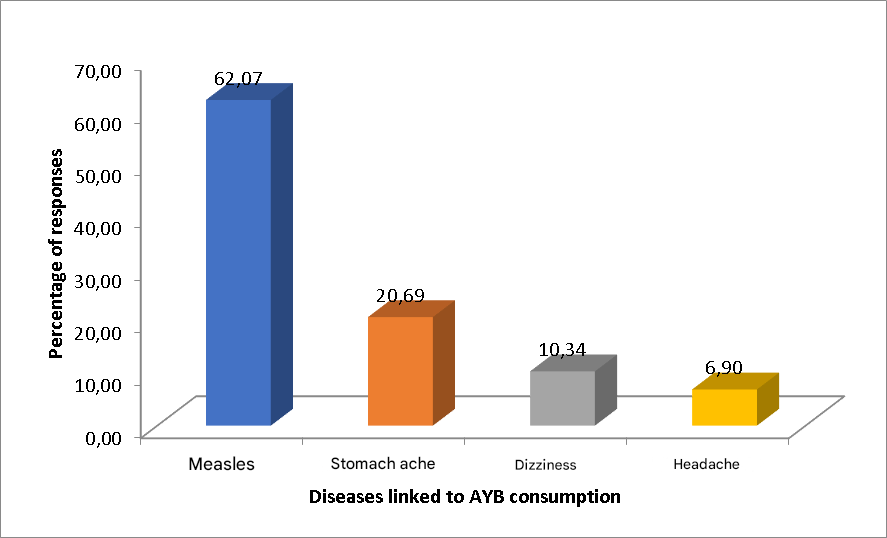 70,00
60,00
50,00
40,00
30,00
20,00
10,00
0,00
Percentage of responses
62,07
20,69
10,34
6,90
Measles
Stomach ache
Dizziness
Headache
Diseases linked to AYB consumption